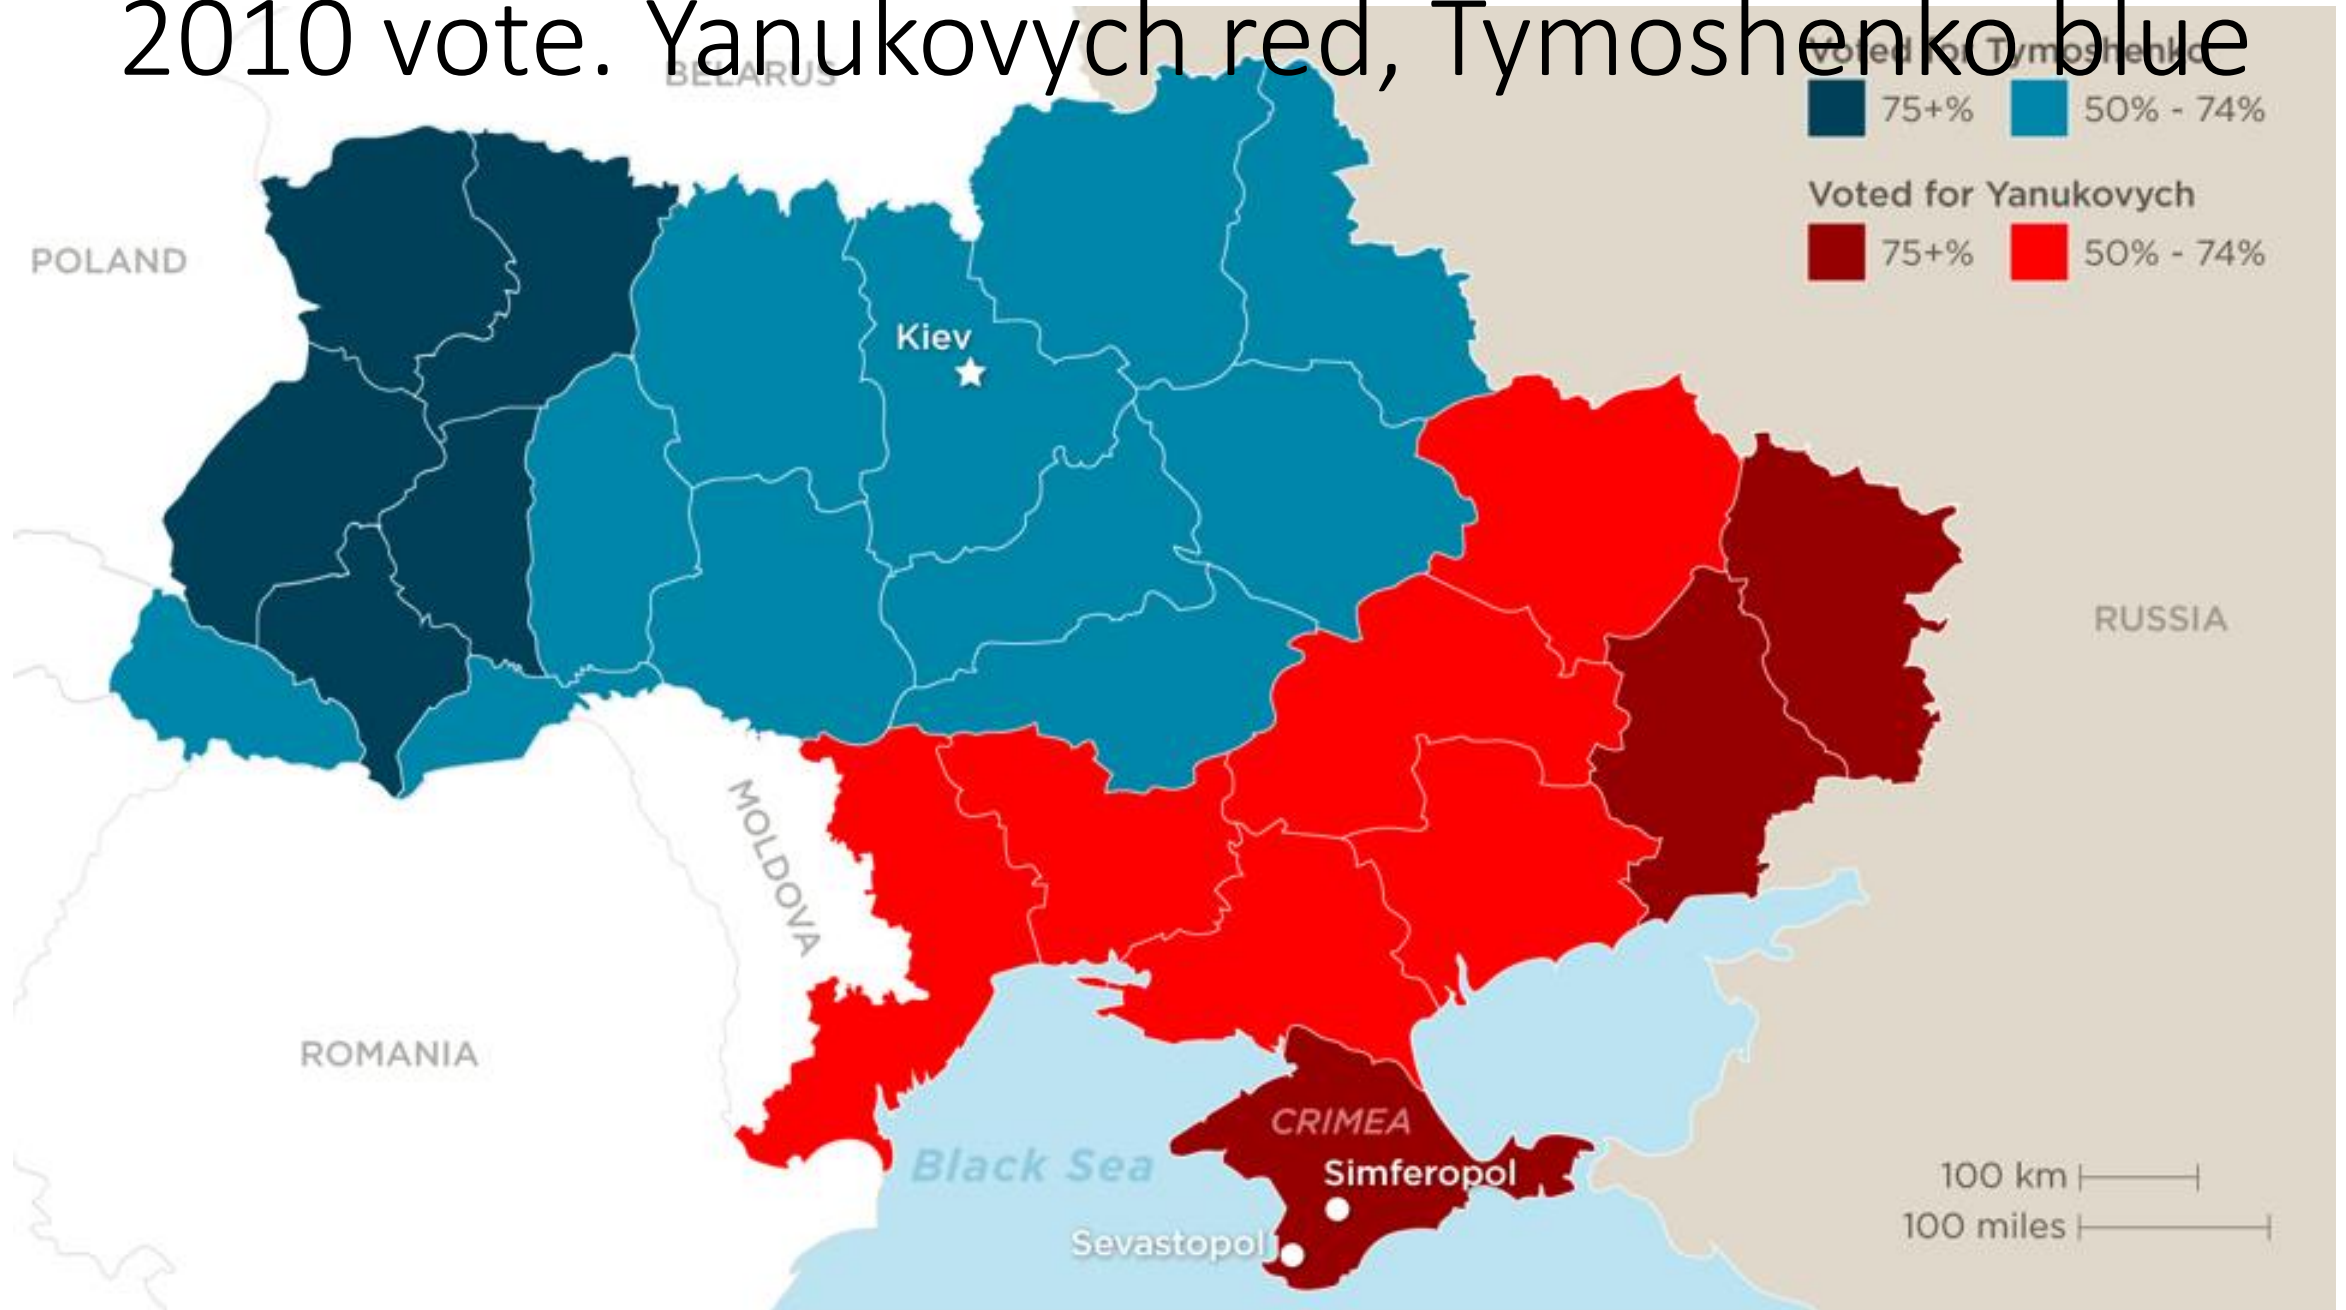 2010 vote. Yanukovych red, Tymoshenko blue
BELARUS
Voted for Tymoshenko
75+% 50% - 74%
Voted for Yanukovych
75+% 50% - 74%
POLAND
Kiev
RUSSIA
MOLDOVA
ROMANIA
CRIMEA
Black Sea
Simferopol
Sevastopol
100 km
100 miles